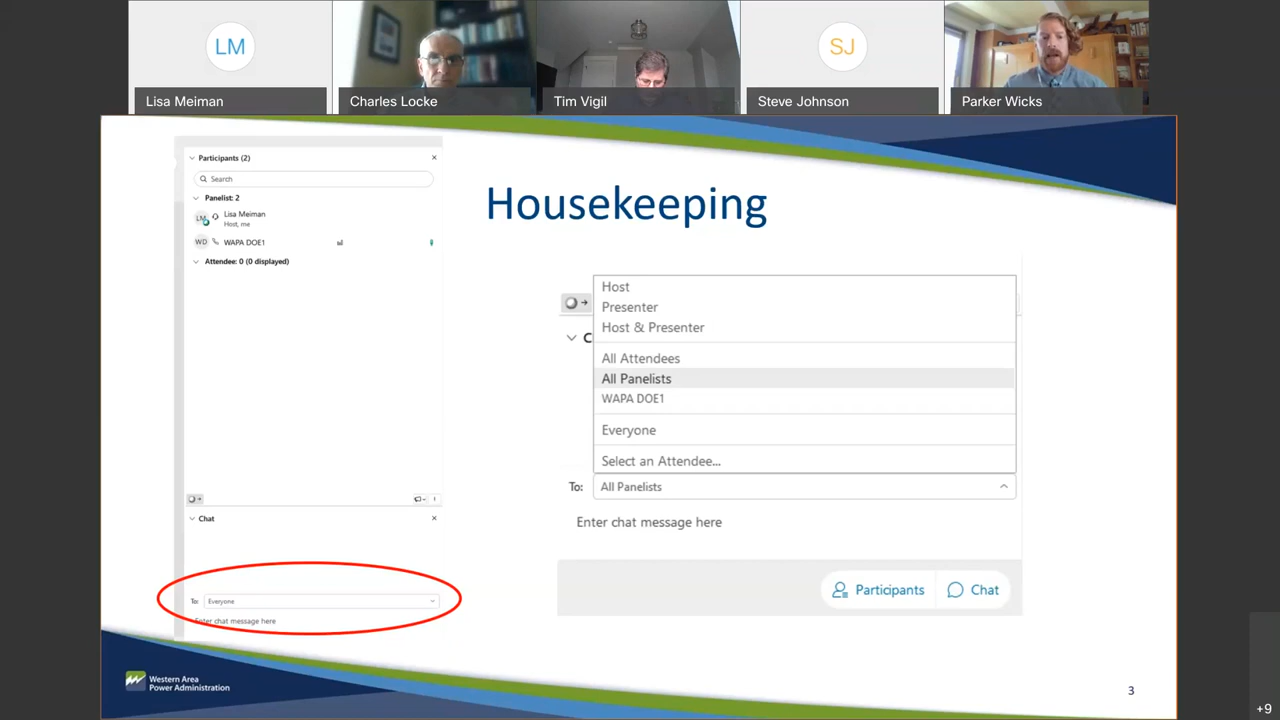 LM
SJ
Lisa Meiman
Charles Locke
Tim Vigil
Steve Johnson
Parker Wicks
Participants (2)
Search
Panelist: 2
LM
Lisa Meiman
Host, me
WD
WAPA DOE1
Attendee: 0 (0 displayed)
Chat
To:
Everyone
Enter chat message here
Housekeeping
Host
Presenter
Host & Presenter
C
All Attendees
All Panelists
WAPA DOE1
Everyone
Select an Attendee...
To:
All Panelists
Enter chat message here
Participants
Chat
Western Area
Power Administration
3
+9